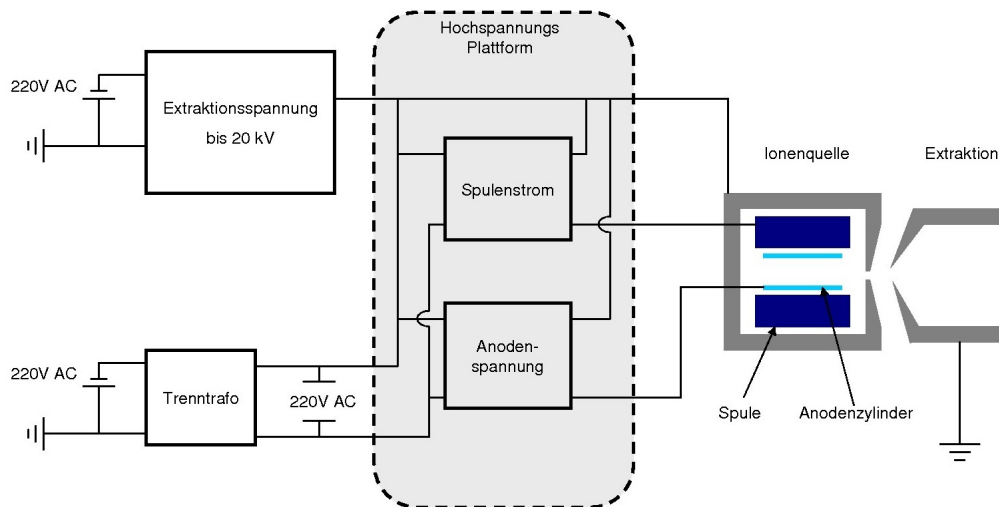 Hochspannungs
Plattform
220V AC
Extraktionsspannung
bis 20 kV
Spulenstrom
Ionenquelle
Extraktion
220V AC
Trenntrafo
220V AC
Anoden-
spannung
Spule
Anodenzylinder